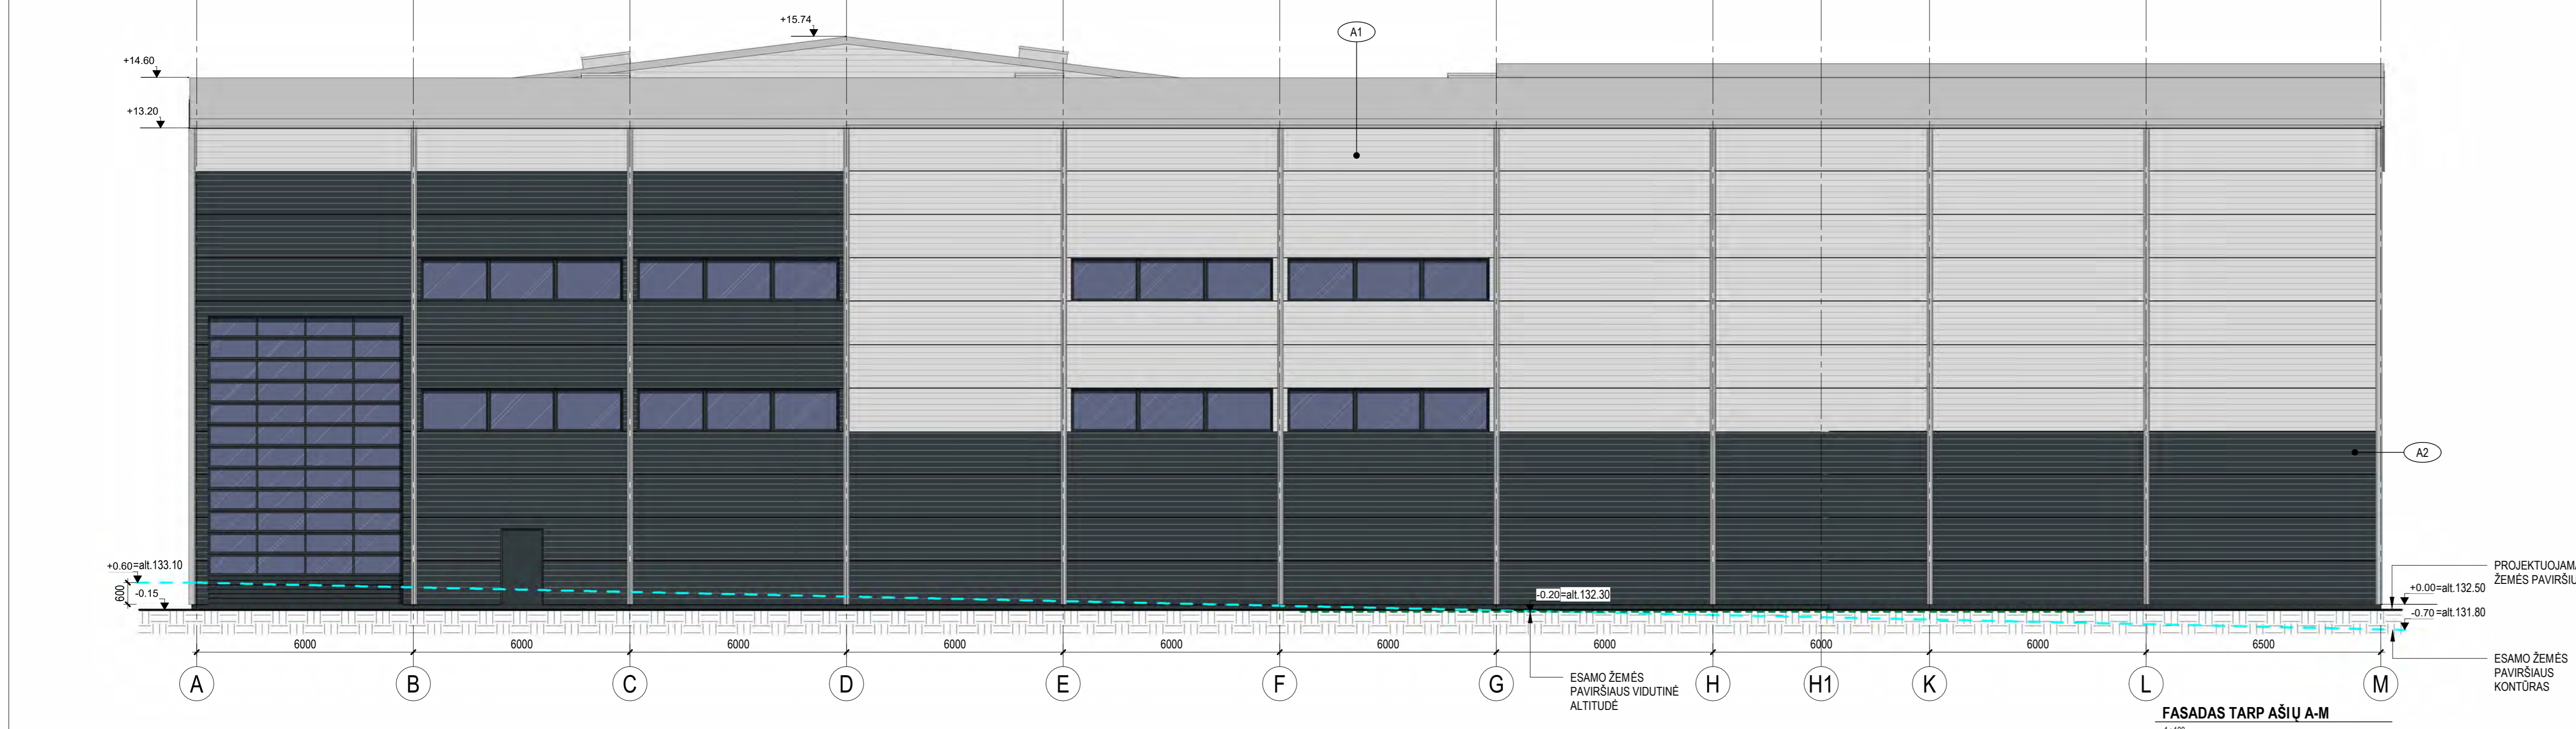 +15.74
A1
+14.60
+13.20
A2
+0.60=alt.133.10
600
-0.15
-0.20=alt.132.30
PROJEKTUOJAMA
ŽEMĖS PAVIRŠIU
+0.00=alt.132.50
-0.70=alt.131.80
6000 6000 6000 6000 6000 6000 6000 6000 6000 6500
A B C D E F G H H1 K L M
ESAMO ŽEMĖS
PAVIRŠIAUS VIDUTINĖ
ALTITUDĖ
ESAMO ŽEMĖS
PAVIRŠIAUS
KONTŪRAS
FASADAS TARP AŠIŲ A-M